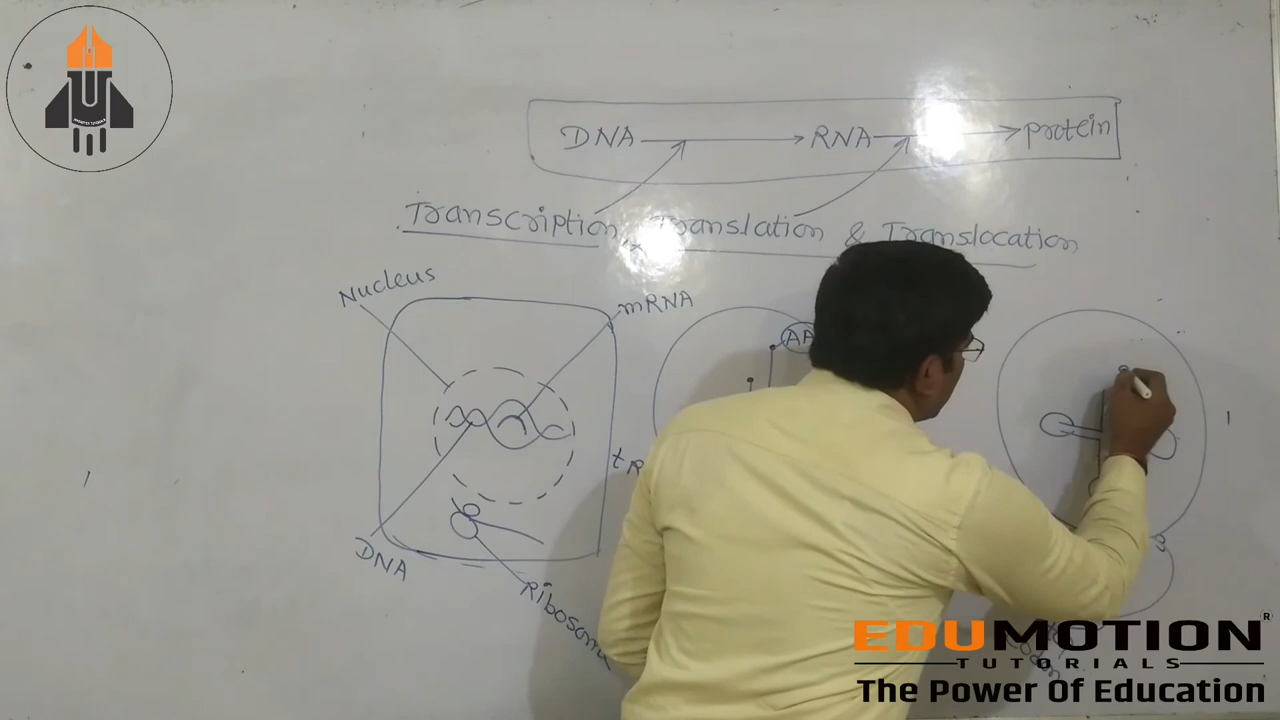 DNA → RNA → protein
Transcription, Translation & Translocation
Nucleus
mRNA
AA
tR
DNA
Ribosome
EDUMOTION
TUTORIALS
The Power Of Education